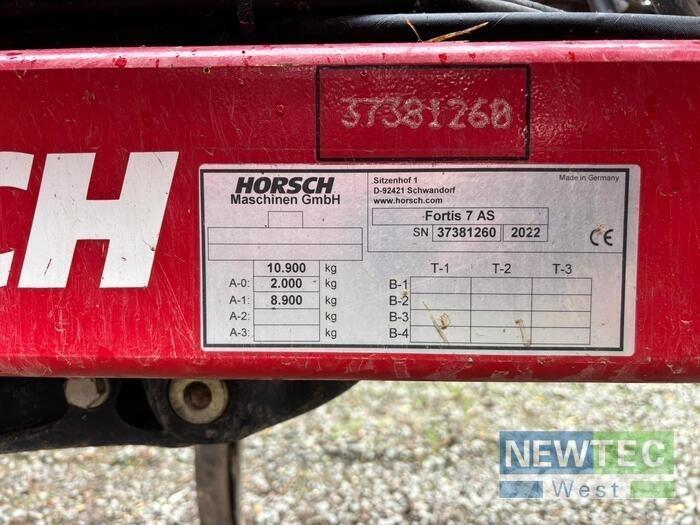 37381260
CH
HORSCH
Maschinen GmbH
Sitzenhof 1
D-92421 Schwandorf
www.horsch.com
Made in Germany
Fortis 7 AS
SN 37381260 2022
CE
10.900 kg
A-0: 2.000 kg
A-1: 8.900 kg
A-2: kg
A-3: kg
T-1 T-2 T-3
B-1
B-2
B-3
B-4
NEWTEC
West